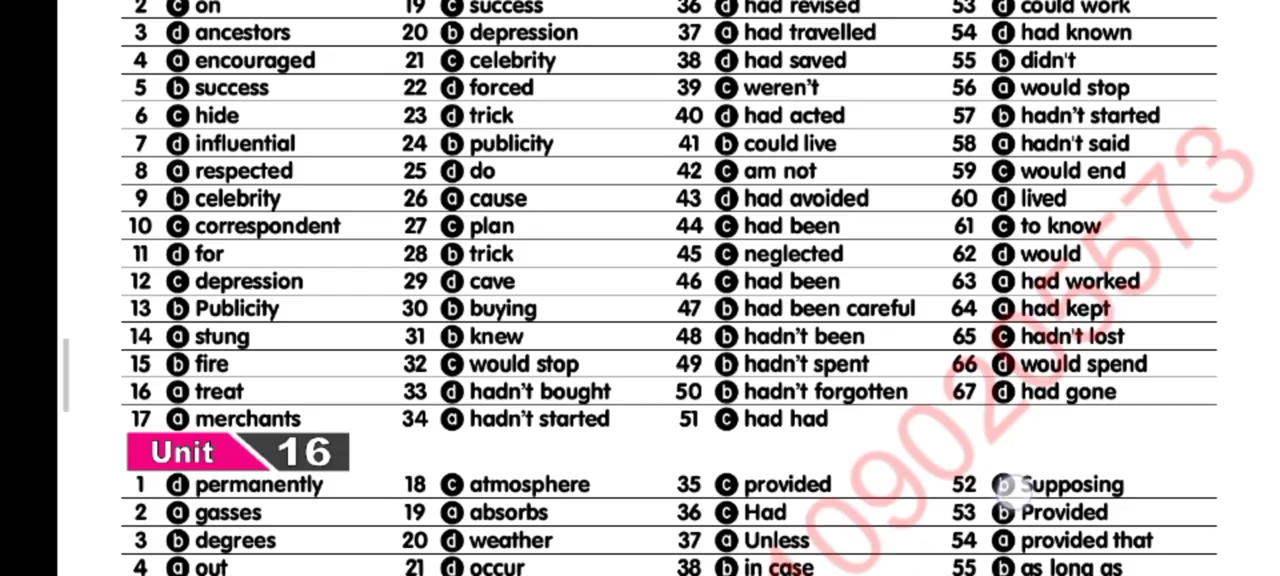 2 c on 19 c success 36 d had revised 53 d could work
3 d ancestors 20 b depression 37 d had travelled 54 d had known
4 a encouraged 21 c celebrity 38 d had saved 55 b didn't
5 b success 22 d forced 39 c weren't 56 a would stop
6 c hide 23 d trick 40 d had acted 57 b hadn't started
7 d influential 24 b publicity 41 b could live 58 a hadn't said
8 a respected 25 d do 42 c am not 59 c would end
9 b celebrity 26 a cause 43 d had avoided 60 d lived
10 c correspondent 27 c plan 44 c had been 61 c to know
11 d for 28 b trick 45 c neglected 62 d would
12 c depression 29 d cave 46 c had been 63 a had worked
13 b Publicity 30 b buying 47 b had been careful 64 a had kept
14 a stung 31 b knew 48 b hadn't been 65 c hadn't lost
15 b fire 32 c would stop 49 b hadn't spent 66 d would spend
16 a treat 33 d hadn't bought 50 b hadn't forgotten 67 d had gone
17 a merchants 34 a hadn't started 51 c had had
Unit 16
1 d permanently 18 c atmosphere 35 c provided 52 b Supposing
2 a gasses 19 a absorbs 36 c Had 53 b Provided
3 b degrees 20 d weather 37 a Unless 54 a provided that
4 a out 21 d occur 38 b in case 55 b as long as
1090205573